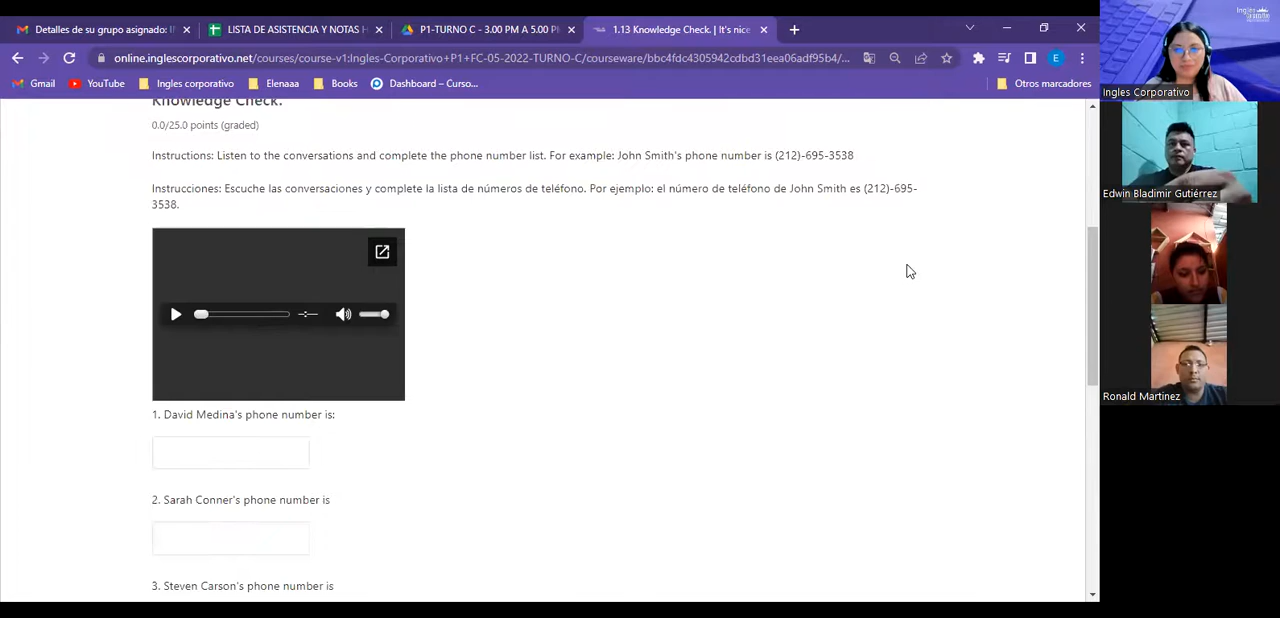 Detalles de su grupo asignado: I
LISTA DE ASISTENCIA Y NOTAS H
P1-TURNO C - 3.00 PM A 5.00 P
1.13 Knowledge Check. | It's nice
online.inglescorporativo.net/courses/course-v1:Ingles-Corporativo+P1+FC-05-2022-TURNO-C/courseware/bbc4fdc4305942cdbd31eea06adf95b4/...
Gmail
YouTube
Ingles corporativo
Elenaaa
Books
Dashboard – Curso...
Otros marcadores
Knowledge Check.
0.0/25.0 points (graded)
Instructions: Listen to the conversations and complete the phone number list. For example: John Smith's phone number is (212)-695-3538
Instrucciones: Escuche las conversaciones y complete la lista de números de teléfono. Por ejemplo: el número de teléfono de John Smith es (212)-695-
3538.
1. David Medina's phone number is:
2. Sarah Conner's phone number is
3. Steven Carson's phone number is
Ingles Corporativo
Edwin Bladimir Gutiérrez
Ronald Martinez